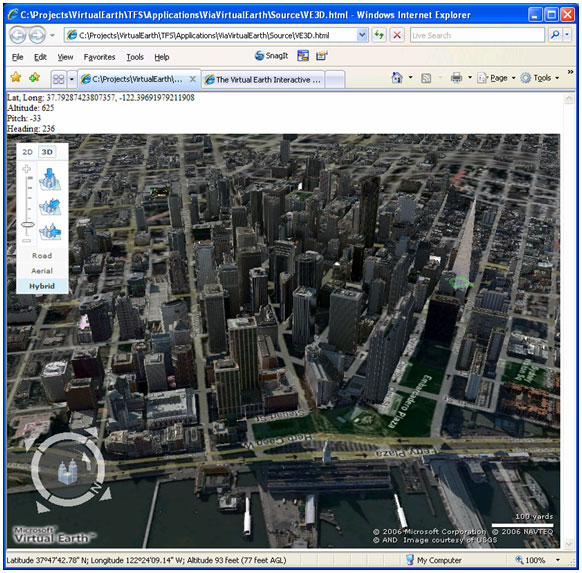 C:\Projects\VirtualEarth\TFS\Applications\ViaVirtualEarth\Source\VE3D.html - Windows Internet Explorer
C:\Projects\VirtualEarth\TFS\Applications\ViaVirtualEarth\Source\VE3D.html
Live Search
File Edit View Favorites Tools Help
SnagIt
C:\Projects\VirtualEarth\...
The Virtual Earth Interactive ...
Page
Tools
Lat, Long: 37.79287423807357, -122.39691979211908
Altitude: 625
Pitch: -33
Heading: 236
2D 3D
Road
Aerial
Hybrid
Embarcadero Plaza
Steuart St
Herb Caen W
Ferry Plaza
N
100 yards
Microsoft
Virtual Earth™
© 2006 Microsoft Corporation © 2006 NAVTEQ
© AND Image courtesy of USGS
Latitude 37°47'42.78" N; Longitude 122°24'09.14" W; Altitude 93 feet (77 feet AGL)
My Computer
100%